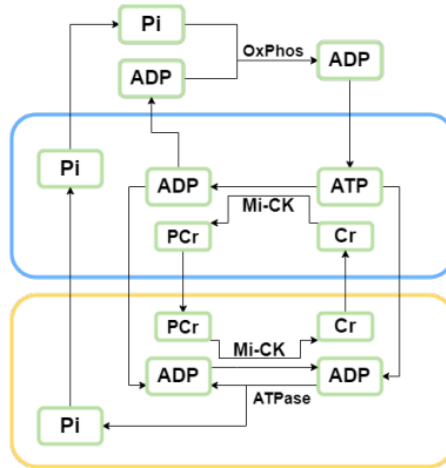 Pi
OxPhos
ADP
ADP
Pi
ADP
ATP
Mi-CK
PCr
Cr
PCr
Cr
Mi-CK
ADP
ADP
ATPase
Pi